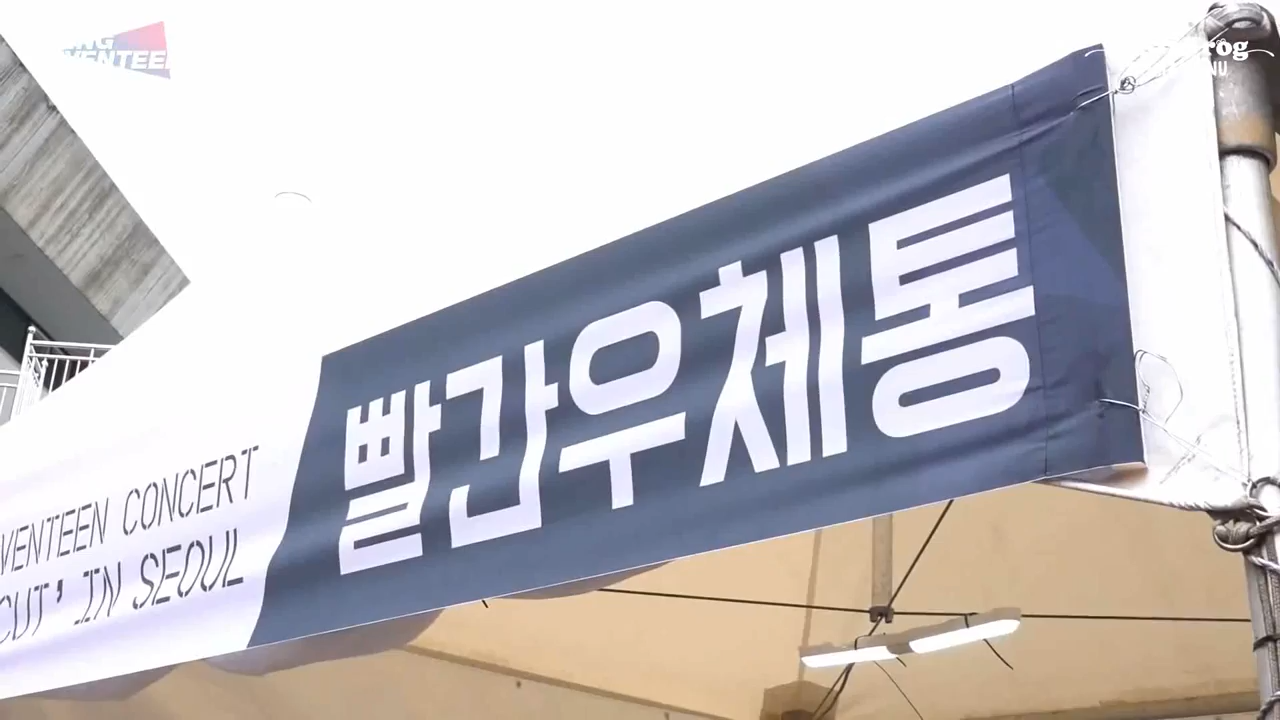 VENTEEN CONCERT
CUT' IN SEOUL
빨간우체통